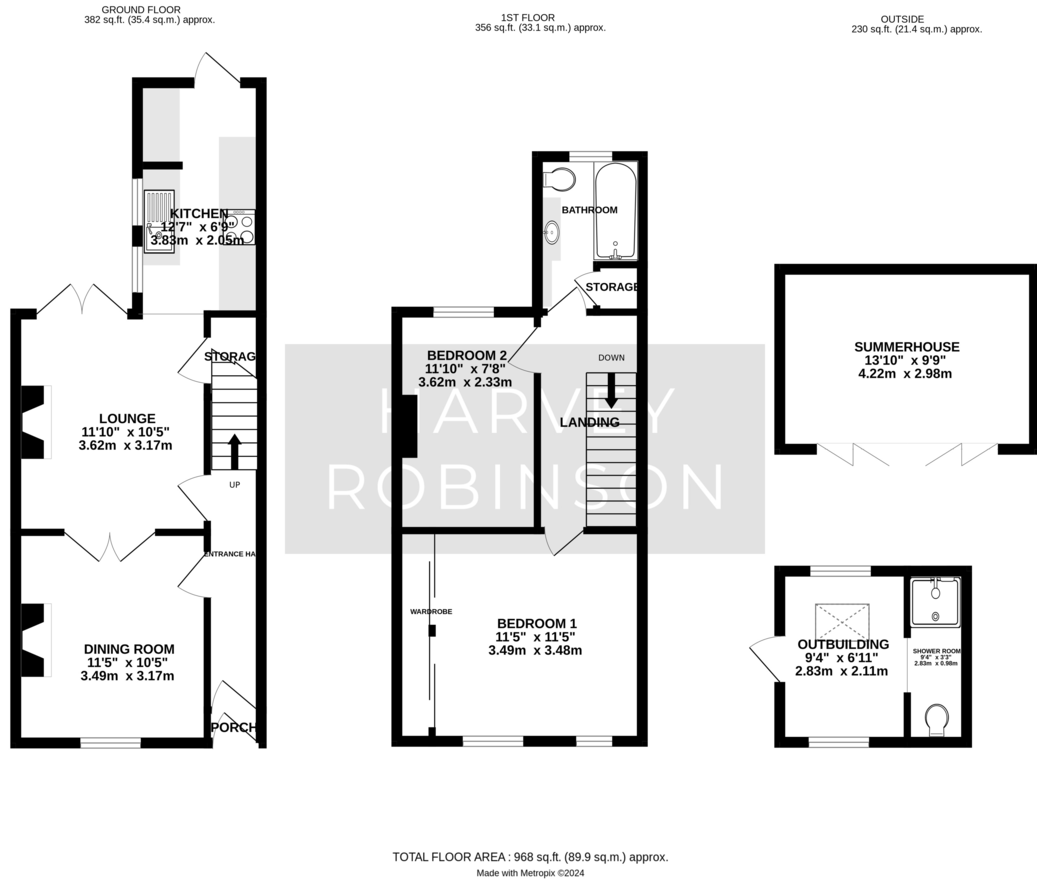 GROUND FLOOR
382 sq.ft. (35.4 sq.m.) approx.
KITCHEN
12'7" x 6'9"
3.83m x 2.05m
STORAG
LOUNGE
11'10" x 10'5"
3.62m x 3.17m
UP
ENTRANCE HA
DINING ROOM
11'5" x 10'5"
3.49m x 3.17m
PORCH
1ST FLOOR
356 sq.ft. (33.1 sq.m.) approx.
BATHROOM
STORAGE
BEDROOM 2
11'10" x 7'8"
3.62m x 2.33m
DOWN
LANDING
HARVEY
ROBINSON
WARDROBE
BEDROOM 1
11'5" x 11'5"
3.49m x 3.48m
OUTSIDE
230 sq.ft. (21.4 sq.m.) approx.
SUMMERHOUSE
13'10" x 9'9"
4.22m x 2.98m
OUTBUILDING
9'4" x 6'11"
2.83m x 2.11m
SHOWER ROOM
9'4" x 3'3"
2.83m x 0.98m
TOTAL FLOOR AREA : 968 sq.ft. (89.9 sq.m.) approx.
Made with Metropix ©2024